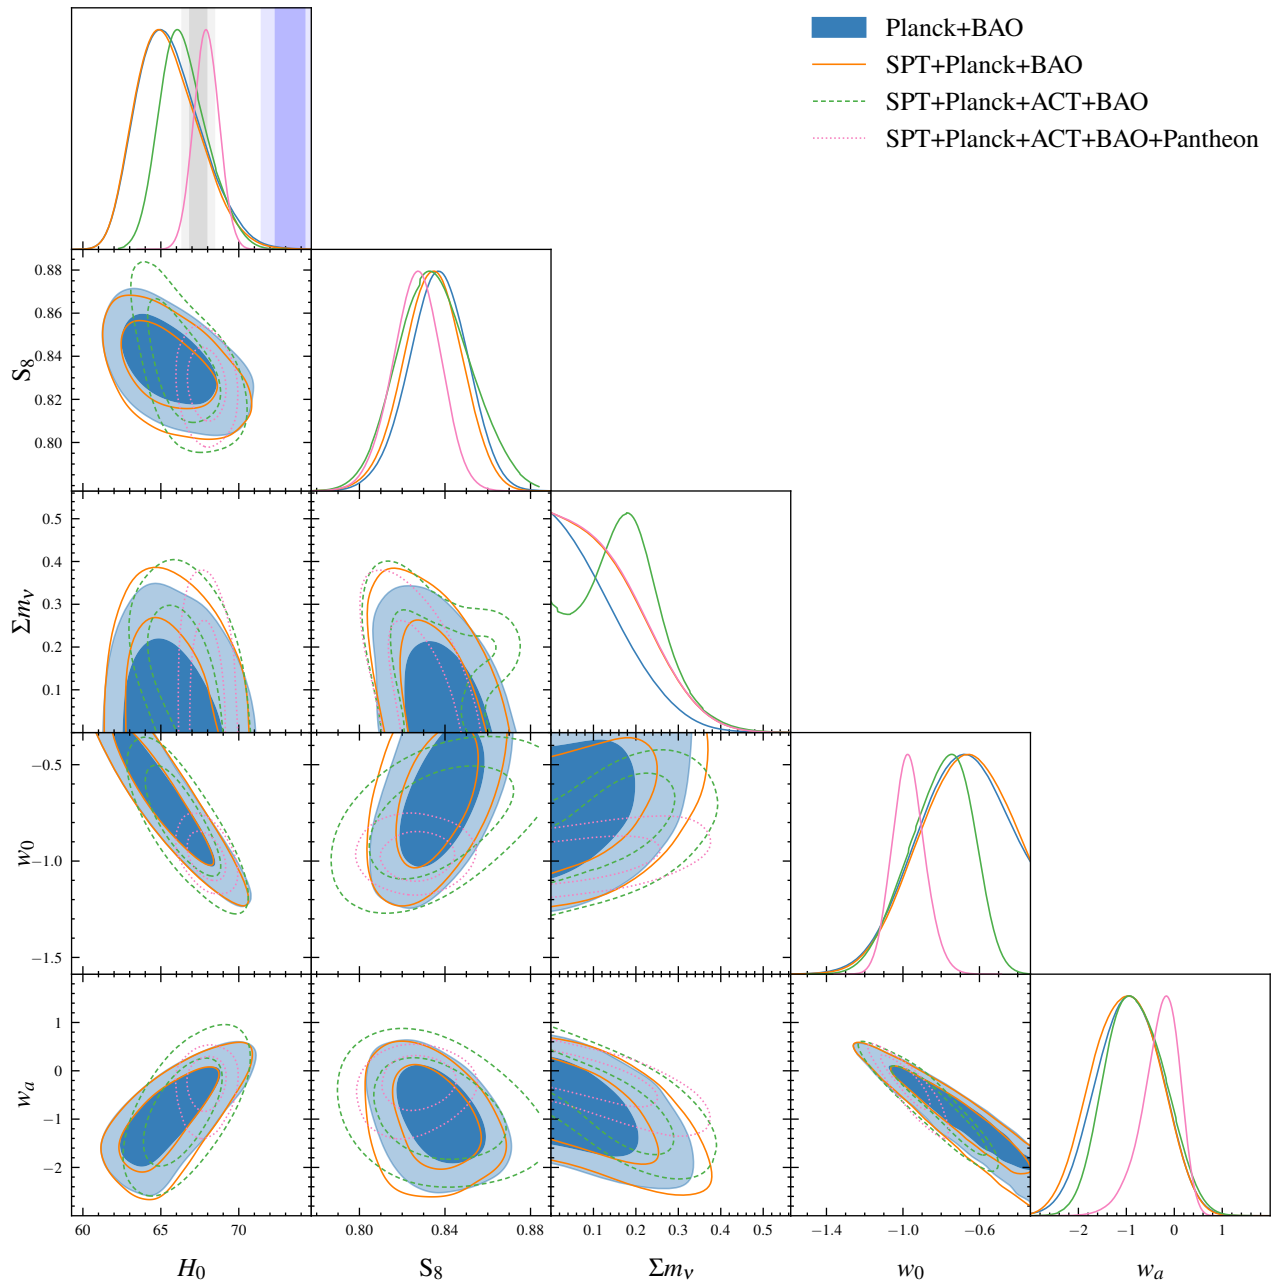 Planck+BAO
SPT+Planck+BAO
SPT+Planck+ACT+BAO
SPT+Planck+ACT+BAO+Pantheon
0.88
0.86
0.84
0.82
0.80
S₈
0.5
0.4
0.3
0.2
0.1
Σmᵥ
−0.5
−1.0
−1.5
w₀
1
0
−1
−2
wₐ
60 65 70
0.80 0.84 0.88
0.1 0.2 0.3 0.4 0.5
−1.4 −1.0 −0.6
−2 −1 0 1
H₀ S₈ Σmᵥ w₀ wₐ